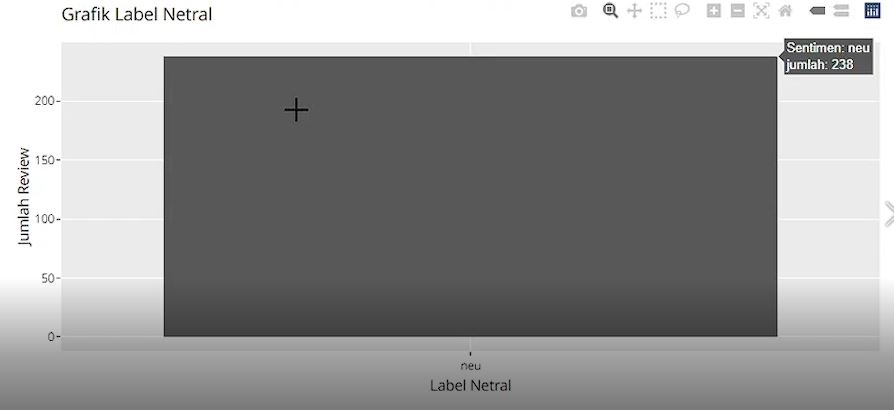 Grafik Label Netral
Sentimen: neu
jumlah: 238
200
150
100
50
0
Jumlah Review
neu
Label Netral